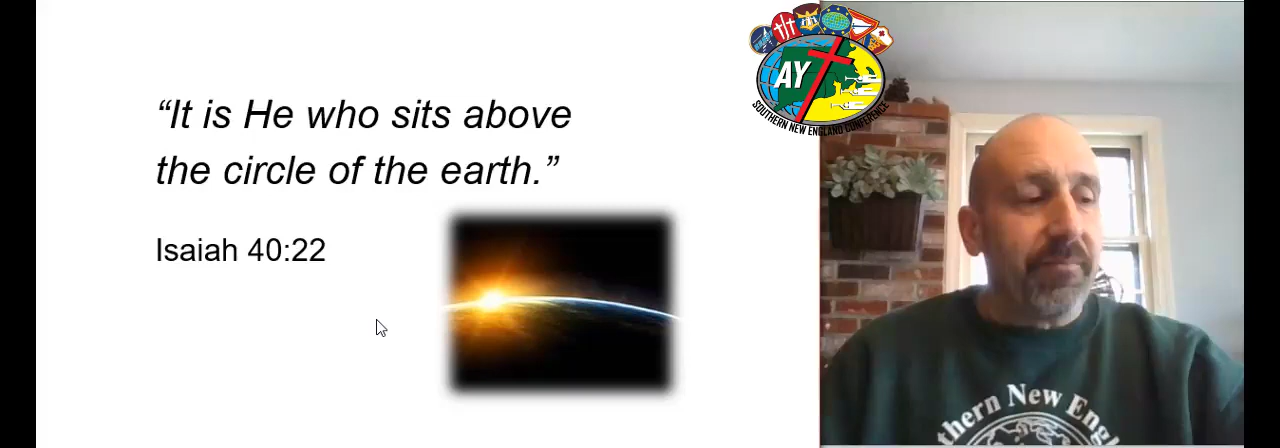 “It is He who sits above
the circle of the earth.”
Isaiah 40:22
AY
SOUTHERN NEW ENGLAND CONFERENCE
thern New Eng